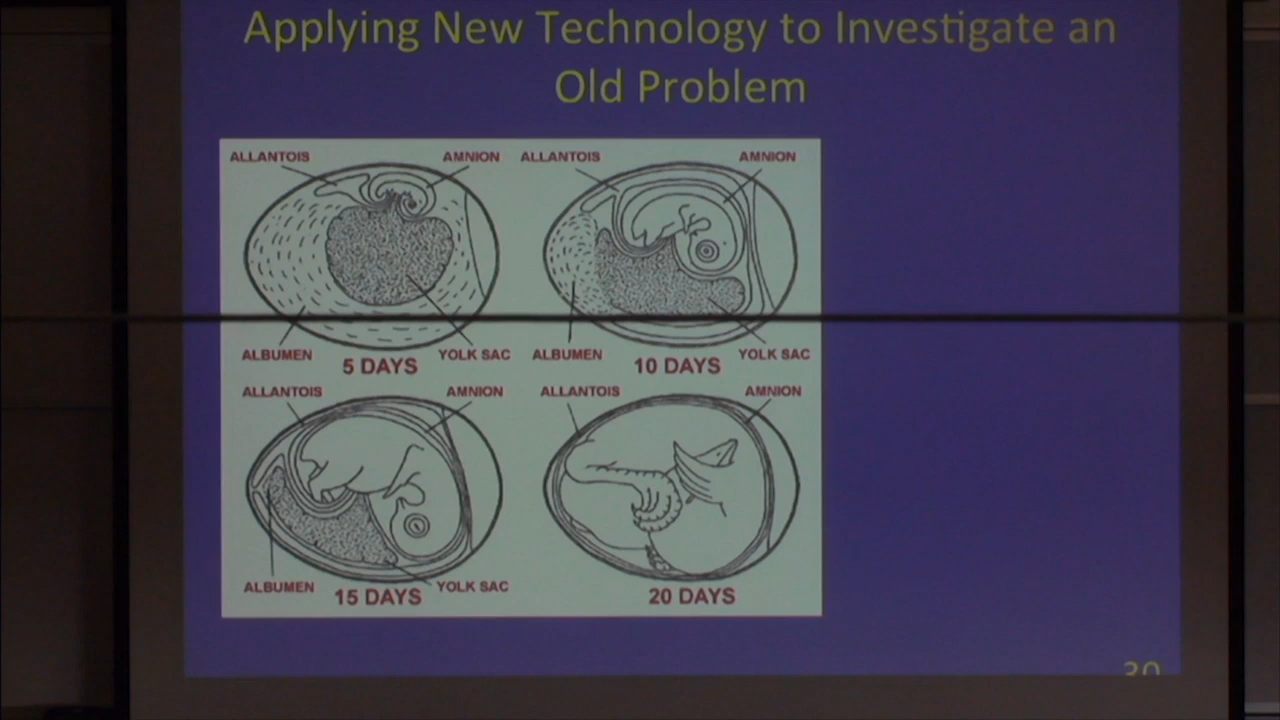 Applying New Technology to Investigate an
Old Problem
ALLANTOIS AMNION ALLANTOIS AMNION
ALBUMEN YOLK SAC ALBUMEN YOLK SAC
5 DAYS 10 DAYS
ALLANTOIS AMNION ALLANTOIS AMNION
ALBUMEN YOLK SAC
15 DAYS 20 DAYS
30